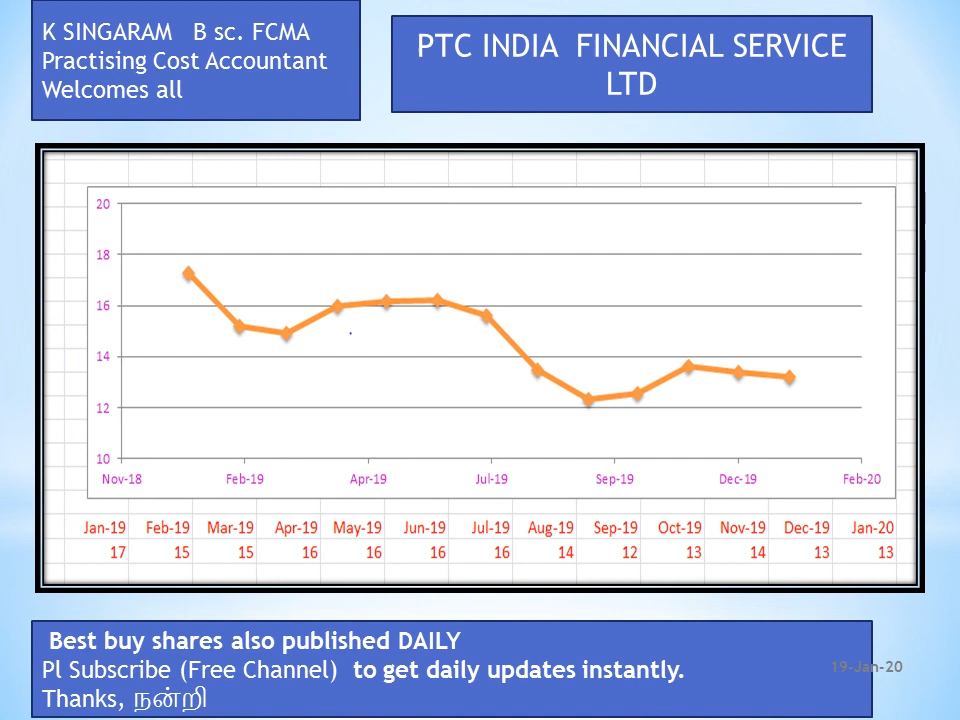 K SINGARAM B sc. FCMA
Practising Cost Accountant
Welcomes all
PTC INDIA FINANCIAL SERVICE
LTD
20
18
16
14
12
10
Nov-18 Feb-19 Apr-19 Jul-19 Sep-19 Dec-19 Feb-20
Jan-19 Feb-19 Mar-19 Apr-19 May-19 Jun-19 Jul-19 Aug-19 Sep-19 Oct-19 Nov-19 Dec-19 Jan-20
17 15 15 16 16 16 16 14 12 13 14 13 13
Best buy shares also published DAILY
Pl Subscribe (Free Channel) to get daily updates instantly.
Thanks, நன்றி
19-Jan-20